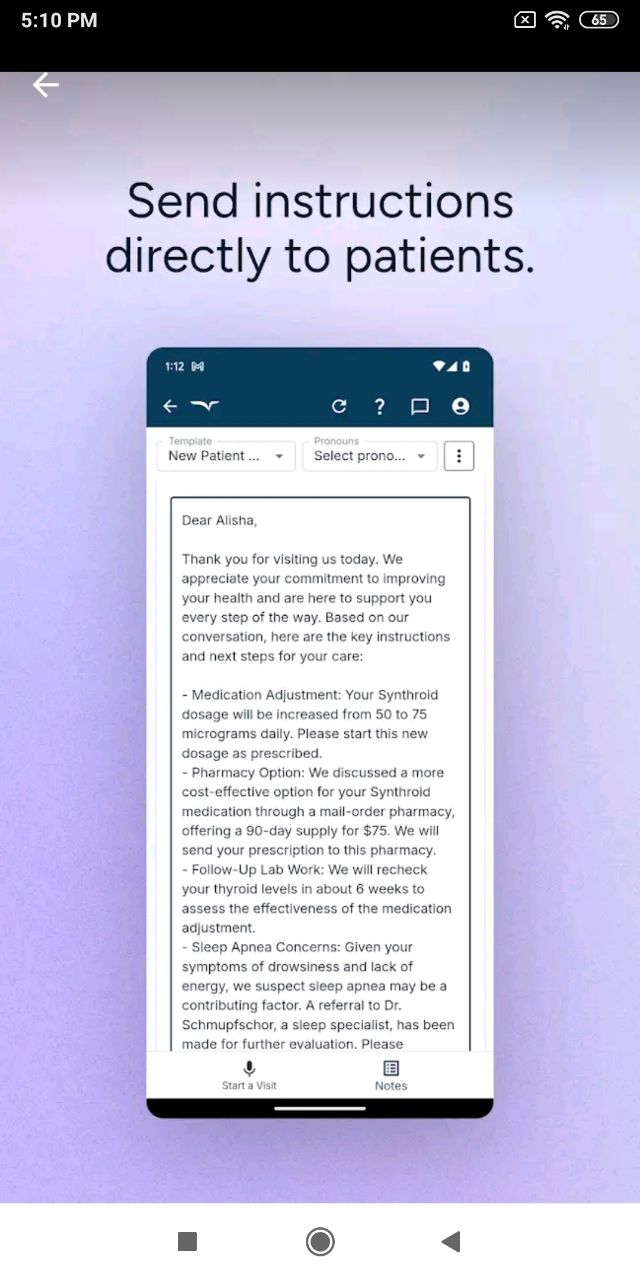 5:10 PM
65
Send instructions
directly to patients.
1:12
Template
New Patient ...
Pronouns
Select prono...
Dear Alisha,
Thank you for visiting us today. We
appreciate your commitment to improving
your health and are here to support you
every step of the way. Based on our
conversation, here are the key instructions
and next steps for your care:
- Medication Adjustment: Your Synthroid
dosage will be increased from 50 to 75
micrograms daily. Please start this new
dosage as prescribed.
- Pharmacy Option: We discussed a more
cost-effective option for your Synthroid
medication through a mail-order pharmacy,
offering a 90-day supply for $75. We will
send your prescription to this pharmacy.
- Follow-Up Lab Work: We will recheck
your thyroid levels in about 6 weeks to
assess the effectiveness of the medication
adjustment.
- Sleep Apnea Concerns: Given your
symptoms of drowsiness and lack of
energy, we suspect sleep apnea may be a
contributing factor. A referral to Dr.
Schmupfschor, a sleep specialist, has been
made for further evaluation. Please
Start a Visit
Notes